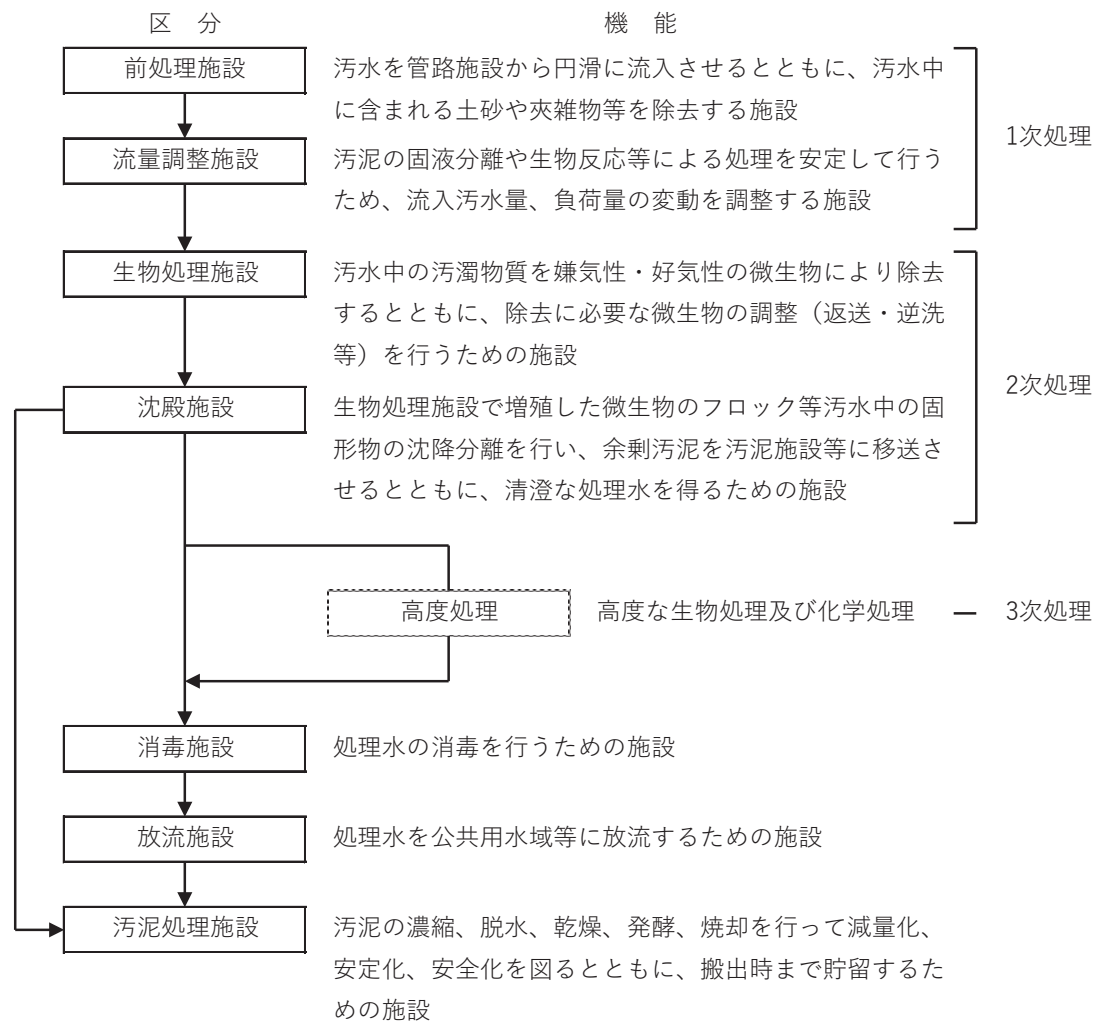 区 分
機 能
前処理施設
汚水を管路施設から円滑に流入させるとともに、汚水中
に含まれる土砂や夾雑物等を除去する施設
1次処理
流量調整施設
汚泥の固液分離や生物反応等による処理を安定して行う
ため、流入汚水量、負荷量の変動を調整する施設
生物処理施設
汚水中の汚濁物質を嫌気性・好気性の微生物により除去
するとともに、除去に必要な微生物の調整（返送・逆洗
等）を行うための施設
2次処理
沈殿施設
生物処理施設で増殖した微生物のフロック等汚水中の固
形物の沈降分離を行い、余剰汚泥を汚泥施設等に移送さ
せるとともに、清澄な処理水を得るための施設
高度処理
高度な生物処理及び化学処理
3次処理
消毒施設
処理水の消毒を行うための施設
放流施設
処理水を公共用水域等に放流するための施設
汚泥処理施設
汚泥の濃縮、脱水、乾燥、発酵、焼却を行って減量化、
安定化、安全化を図るとともに、搬出時まで貯留するた
めの施設